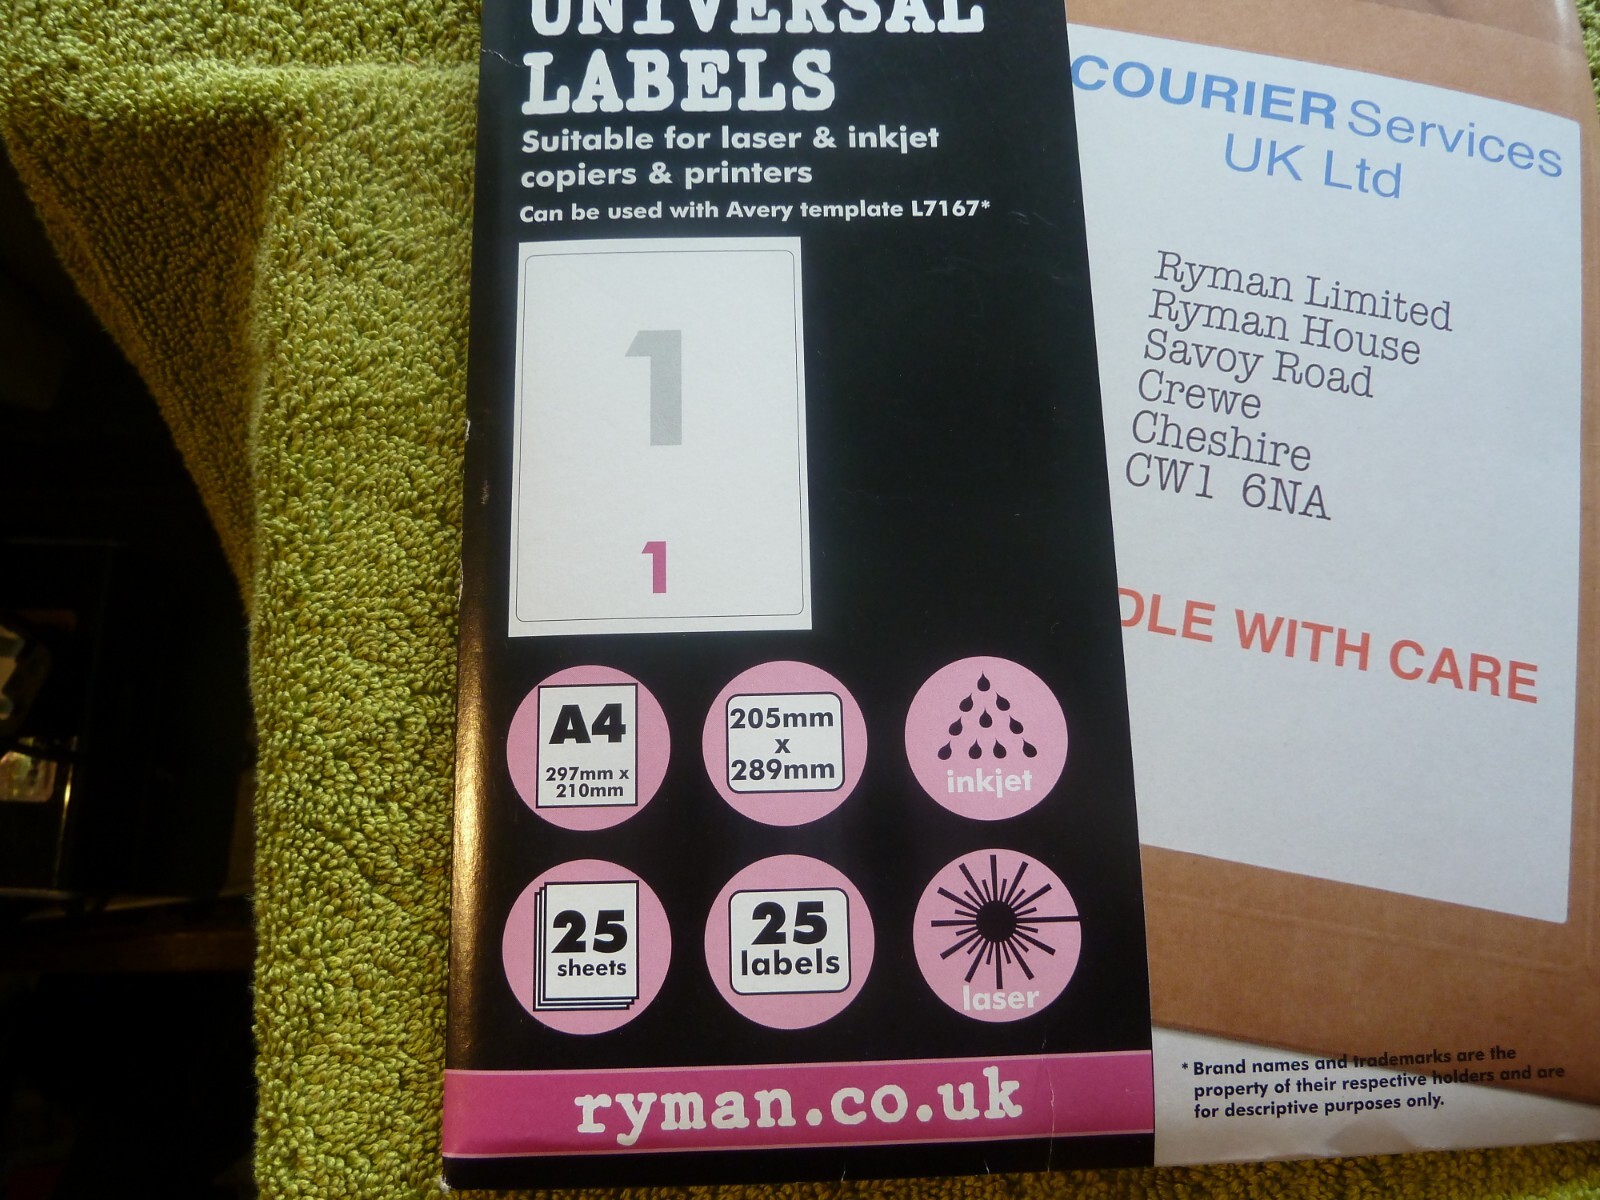 UNIVERSAL
LABELS
Suitable for laser & inkjet
copiers & printers
Can be used with Avery template L7167*
1
1
A4
297mm x
210mm
205mm
x
289mm
inkjet
25
sheets
25
labels
laser
ryman.co.uk
COURIER Services
UK Ltd
Ryman Limited
Ryman House
Savoy Road
Crewe
Cheshire
CW1 6NA
DLE WITH CARE
* Brand names and trademarks are the
property of their respective holders and are
for descriptive purposes only.